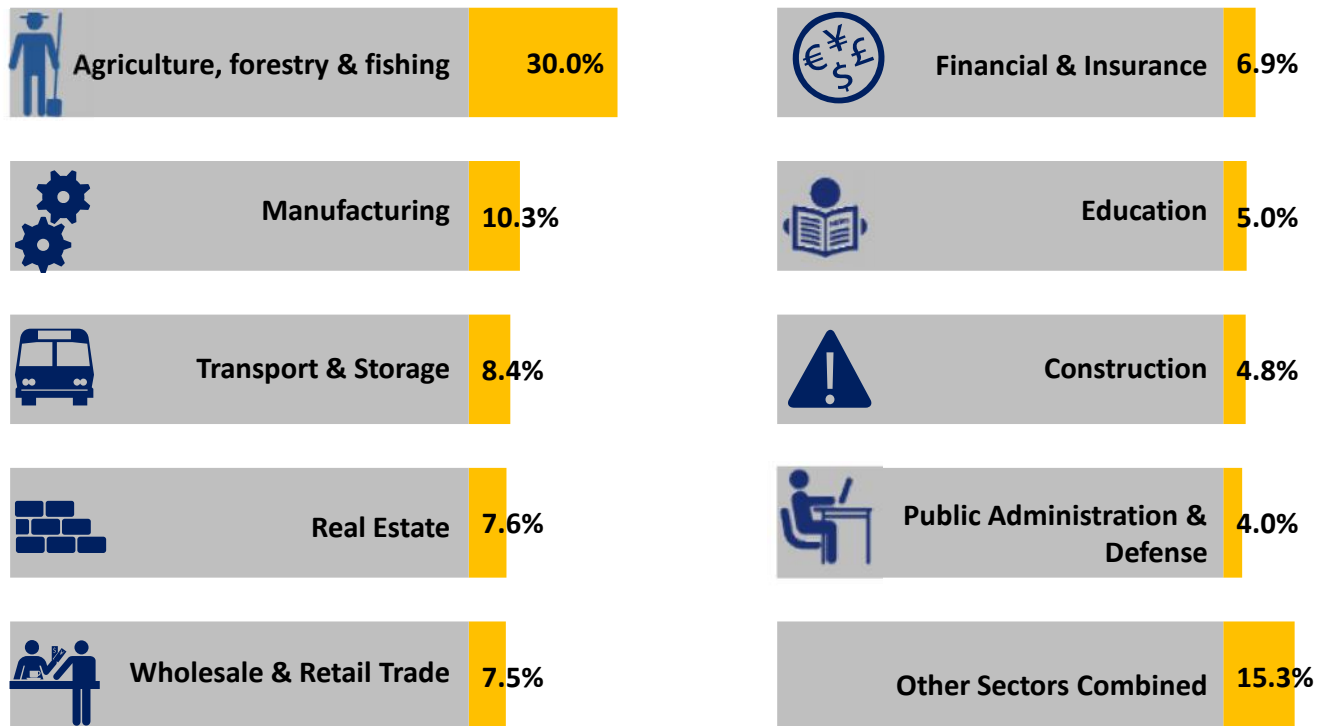 Agriculture, forestry & fishing 30.0%
Manufacturing 10.3%
Transport & Storage 8.4%
Real Estate 7.6%
Wholesale & Retail Trade 7.5%
€ ¥ £ $
Financial & Insurance 6.9%
Education 5.0%
Construction 4.8%
Public Administration &
Defense 4.0%
Other Sectors Combined 15.3%